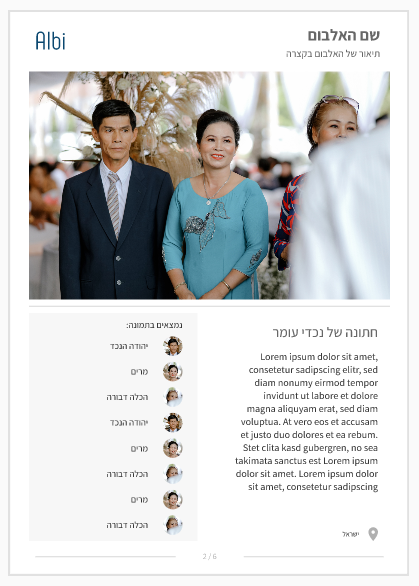 Albi
שם האלבום
תיאור של האלבום בקצרה
חתונה של נכדי עומר
Lorem ipsum dolor sit amet,
consetetur sadipscing elitr, sed
diam nonumy eirmod tempor
invidunt ut labore et dolore
magna aliquyam erat, sed diam
voluptua. At vero eos et accusam
et justo duo dolores et ea rebum.
Stet clita kasd gubergren, no sea
takimata sanctus est Lorem ipsum
dolor sit amet. Lorem ipsum dolor
sit amet, consetetur sadipscing
ישראל
נמצאים בתמונה:
יהודה הנכד
מרים
הכלה דבורה
יהודה הנכד
מרים
הכלה דבורה
מרים
הכלה דבורה
2 / 6